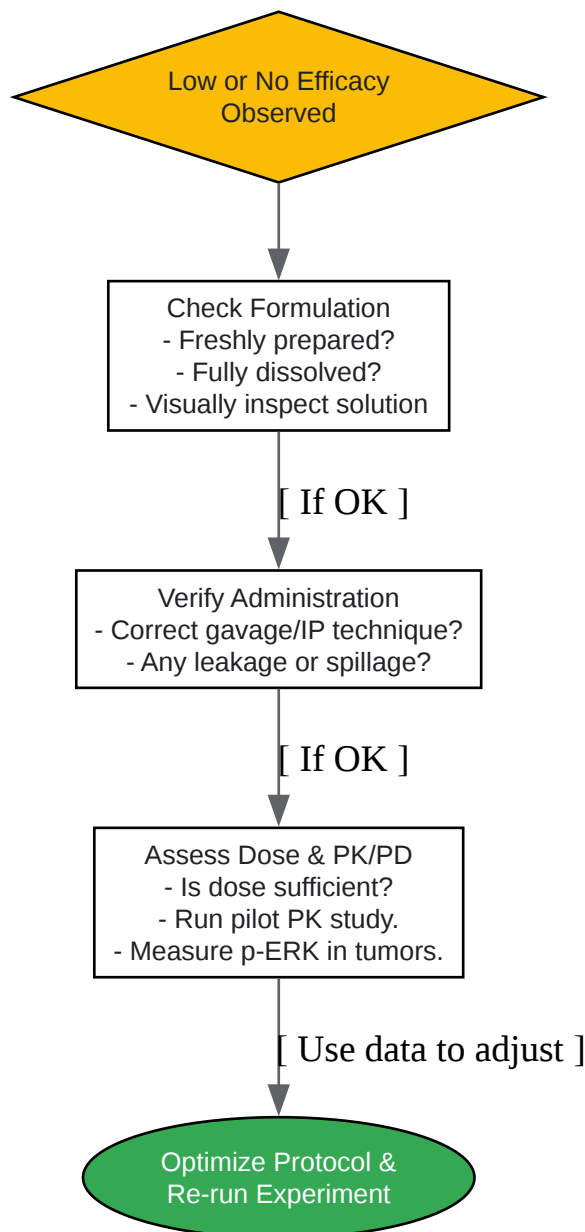 Low or No Efficacy
Observed
Check Formulation
- Freshly prepared?
- Fully dissolved?
- Visually inspect solution
[ If OK ]
Verify Administration
- Correct gavage/IP technique?
- Any leakage or spillage?
[ If OK ]
Assess Dose & PK/PD
- Is dose sufficient?
- Run pilot PK study.
- Measure p-ERK in tumors.
[ Use data to adjust ]
Optimize Protocol &
Re-run Experiment